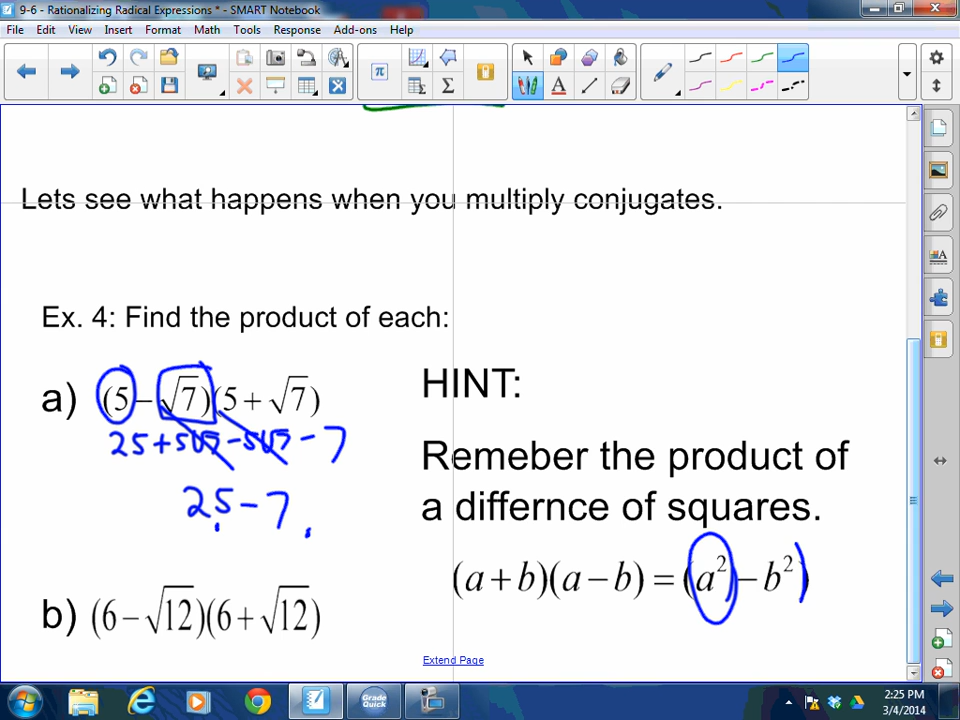 9-6 - Rationalizing Radical Expressions * - SMART Notebook
File Edit View Insert Format Math Tools Response Add-ons Help
Lets see what happens when you multiply conjugates.
Ex. 4: Find the product of each:
a) (5 − √7)(5 + √7)
25 + 5√7 − 5√7 − 7
25 − 7
b) (6 − √12)(6 + √12)
HINT:
Remeber the product of
a differnce of squares.
(a + b)(a − b) = (a² − b²)
Extend Page
Grade Quick
2:25 PM
3/4/2014